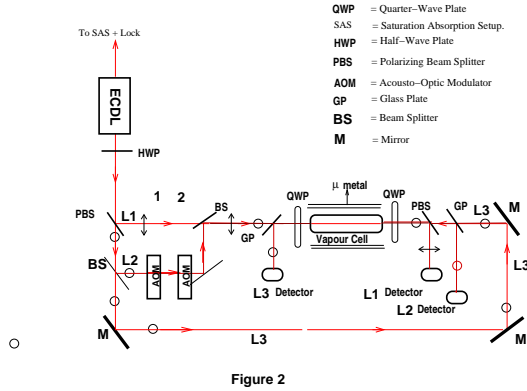 To SAS + Lock
QWP = Quarter−Wave Plate
SAS = Saturation Absorption Setup.
HWP = Half−Wave Plate
PBS = Polarizing Beam Splitter
AOM = Acousto−Optic Modulator
GP = Glass Plate
BS = Beam Splitter
M = Mirror
ECDL
HWP
PBS
L1
1
2
BS
GP
QWP
μ metal
QWP
PBS
GP
L3
M
Vapour Cell
BS
L2
AOM
AOM
L3 Detector
L1 Detector
L2 Detector
L3
M
L3
M
Figure 2